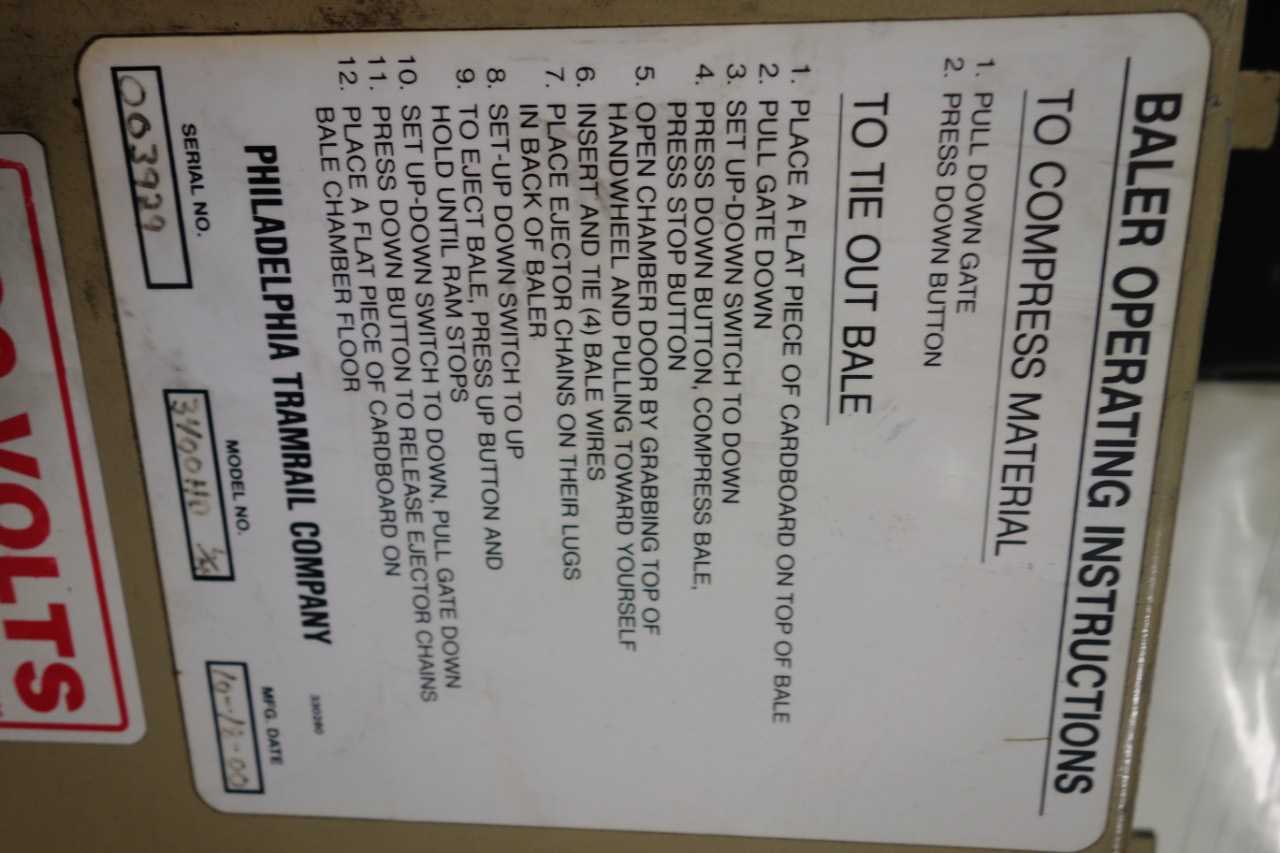 BALER OPERATING INSTRUCTIONS
TO COMPRESS MATERIAL
1. PULL DOWN GATE
2. PRESS DOWN BUTTON
TO TIE OUT BALE
1. PLACE A FLAT PIECE OF CARDBOARD ON TOP OF BALE
2. PULL GATE DOWN
3. SET UP-DOWN SWITCH TO DOWN
4. PRESS DOWN BUTTON, COMPRESS BALE,
PRESS STOP BUTTON
5. OPEN CHAMBER DOOR BY GRABBING TOP OF
HANDWHEEL AND PULLING TOWARD YOURSELF
6. INSERT AND TIE (4) BALE WIRES
7. PLACE EJECTOR CHAINS ON THEIR LUGS
IN BACK OF BALER
8. SET-UP DOWN SWITCH TO UP
9. TO EJECT BALE, PRESS UP BUTTON AND
HOLD UNTIL RAM STOPS
10. SET UP-DOWN SWITCH TO DOWN, PULL GATE DOWN
11. PRESS DOWN BUTTON TO RELEASE EJECTOR CHAINS
12. PLACE A FLAT PIECE OF CARDBOARD ON
BALE CHAMBER FLOOR
330280
PHILADELPHIA TRAMRAIL COMPANY
SERIAL NO. MODEL NO. MFG. DATE
003929 3400HD 10-12-00
VOLTS